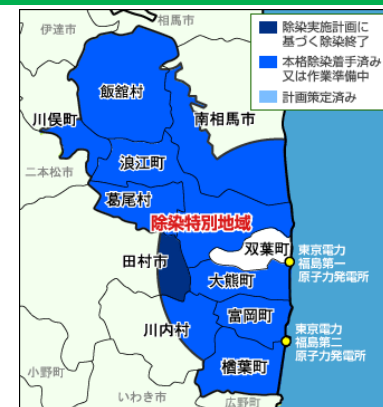 伊達市
相馬市
除染実施計画に
基づく除染終了
本格除染着手済み
又は作業準備中
計画策定済み
飯舘村
川俣町
南相馬市
浪江町
二本松市
葛尾村
除染特別地域
双葉町
田村市
東京電力
福島第一
原子力発電所
大熊町
富岡町
川内村
東京電力
福島第二
原子力発電所
楢葉町
小野町
いわき市
広野町